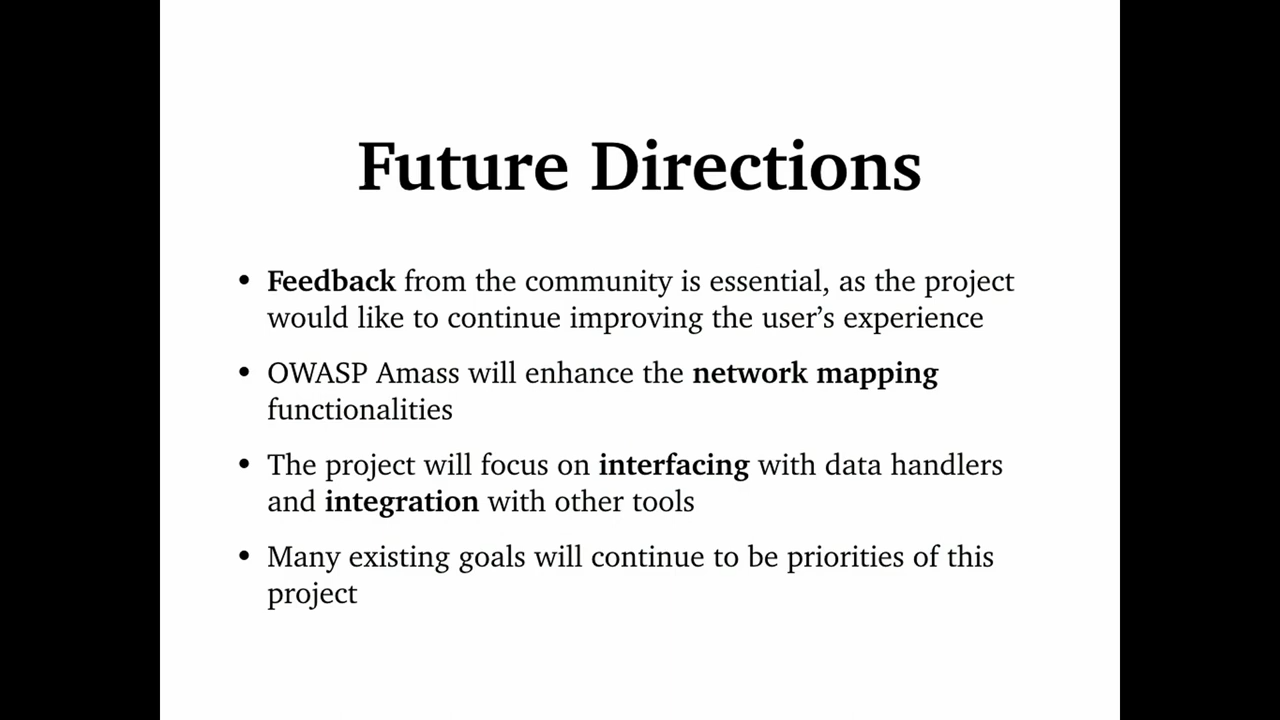 Future Directions
• Feedback from the community is essential, as the project
would like to continue improving the user’s experience
• OWASP Amass will enhance the network mapping
functionalities
• The project will focus on interfacing with data handlers
and integration with other tools
• Many existing goals will continue to be priorities of this
project